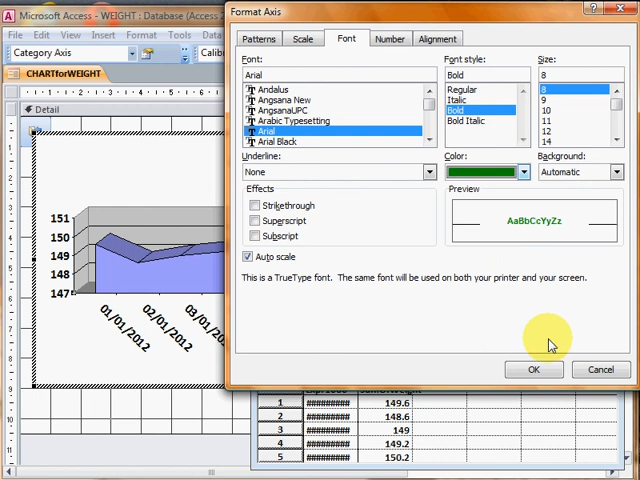 Microsoft Access - WEIGHT : Database (Access 2
File Edit View Insert Format
Category Axis Calib
CHARTforWEIGHT
Detail
151
150
149
148
147
01/01/2012
02/01/2012
03/01/2012
Format Axis
Patterns Scale Font Number Alignment
Font: Font style: Size:
Arial Bold 8
Andalus Regular 8
Angsana New Italic 9
AngsanaUPC Bold 10
Arabic Typesetting Bold Italic 11
Arial 12
Arial Black 14
Underline: Color: Background:
None Automatic
Effects Preview
Strikethrough
Superscript AaBbCcYyZz
Subscript
Auto scale
This is a TrueType font. The same font will be used on both your printer and your screen.
OK Cancel
1 ######## 149.6
2 ######## 148.6
3 ######## 149
4 ######## 149.2
5 ######## 150.2